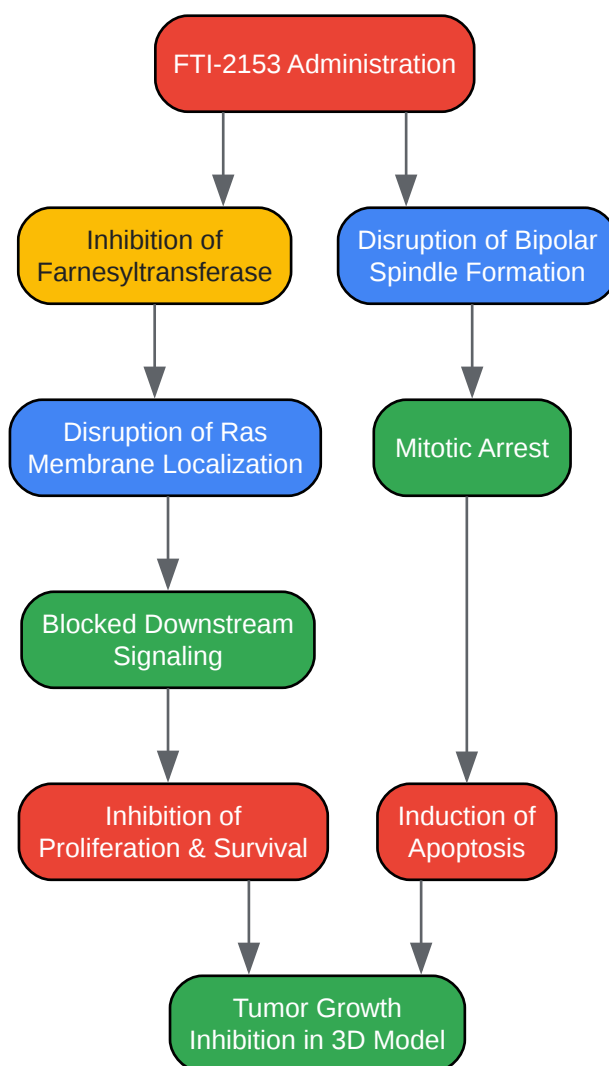 FTI-2153 Administration
Inhibition of
Farnesyltransferase
Disruption of Bipolar
Spindle Formation
Disruption of Ras
Membrane Localization
Mitotic Arrest
Blocked Downstream
Signaling
Inhibition of
Proliferation & Survival
Induction of
Apoptosis
Tumor Growth
Inhibition in 3D Model